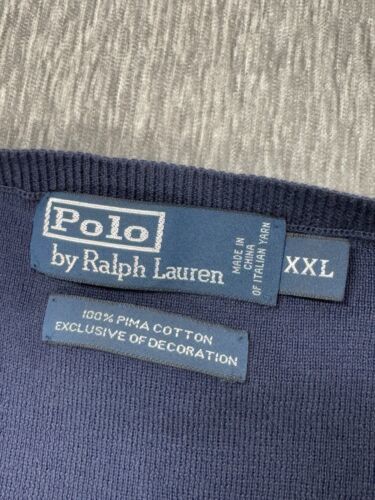 Polo
by Ralph Lauren
MADE IN
CHINA
OF ITALIAN YARN
XXL
100% PIMA COTTON
EXCLUSIVE OF DECORATION